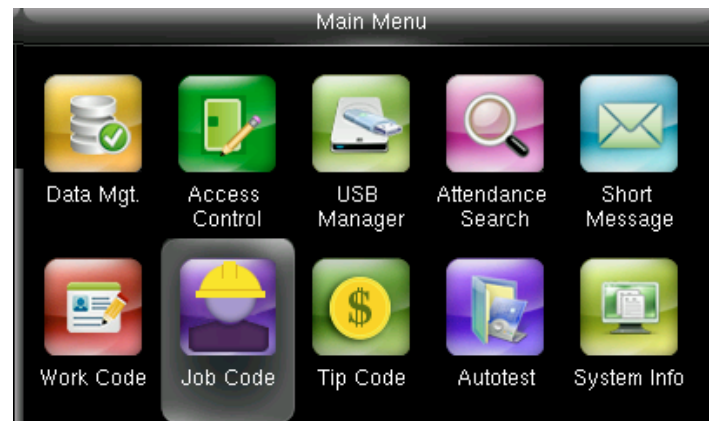 Main Menu
Data Mgt.
Access
Control
USB
Manager
Attendance
Search
Short
Message
Work Code
Job Code
Tip Code
Autotest
System Info